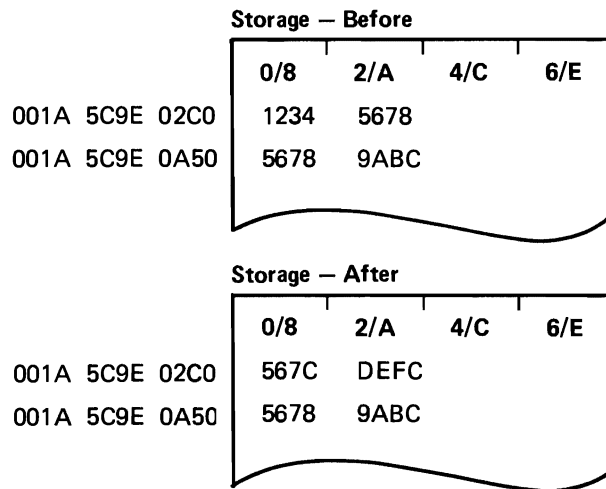 Storage — Before
0/8 2/A 4/C 6/E
001A 5C9E 02C0 1234 5678
001A 5C9E 0A50 5678 9ABC
Storage — After
0/8 2/A 4/C 6/E
001A 5C9E 02C0 567C DEFC
001A 5C9E 0A50 5678 9ABC